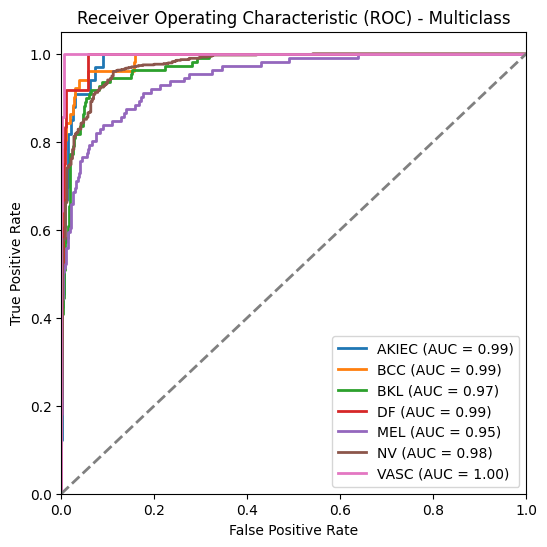 Receiver Operating Characteristic (ROC) - Multiclass
1.0
0.8
0.6
0.4
0.2
0.0
True Positive Rate
AKIEC (AUC = 0.99)
BCC (AUC = 0.99)
BKL (AUC = 0.97)
DF (AUC = 0.99)
MEL (AUC = 0.95)
NV (AUC = 0.98)
VASC (AUC = 1.00)
0.0 0.2 0.4 0.6 0.8 1.0
False Positive Rate